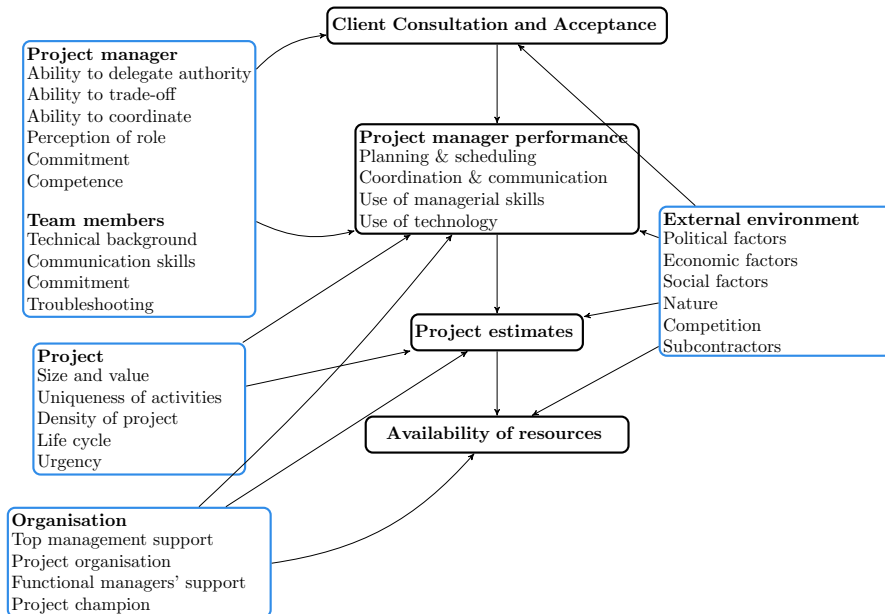 Client Consultation and Acceptance
Project manager
Ability to delegate authority
Ability to trade-off
Ability to coordinate
Perception of role
Commitment
Competence
Team members
Technical background
Communication skills
Commitment
Troubleshooting
Project manager performance
Planning & scheduling
Coordination & communication
Use of managerial skills
Use of technology
External environment
Political factors
Economic factors
Social factors
Nature
Competition
Subcontractors
Project estimates
Project
Size and value
Uniqueness of activities
Density of project
Life cycle
Urgency
Availability of resources
Organisation
Top management support
Project organisation
Functional managers' support
Project champion